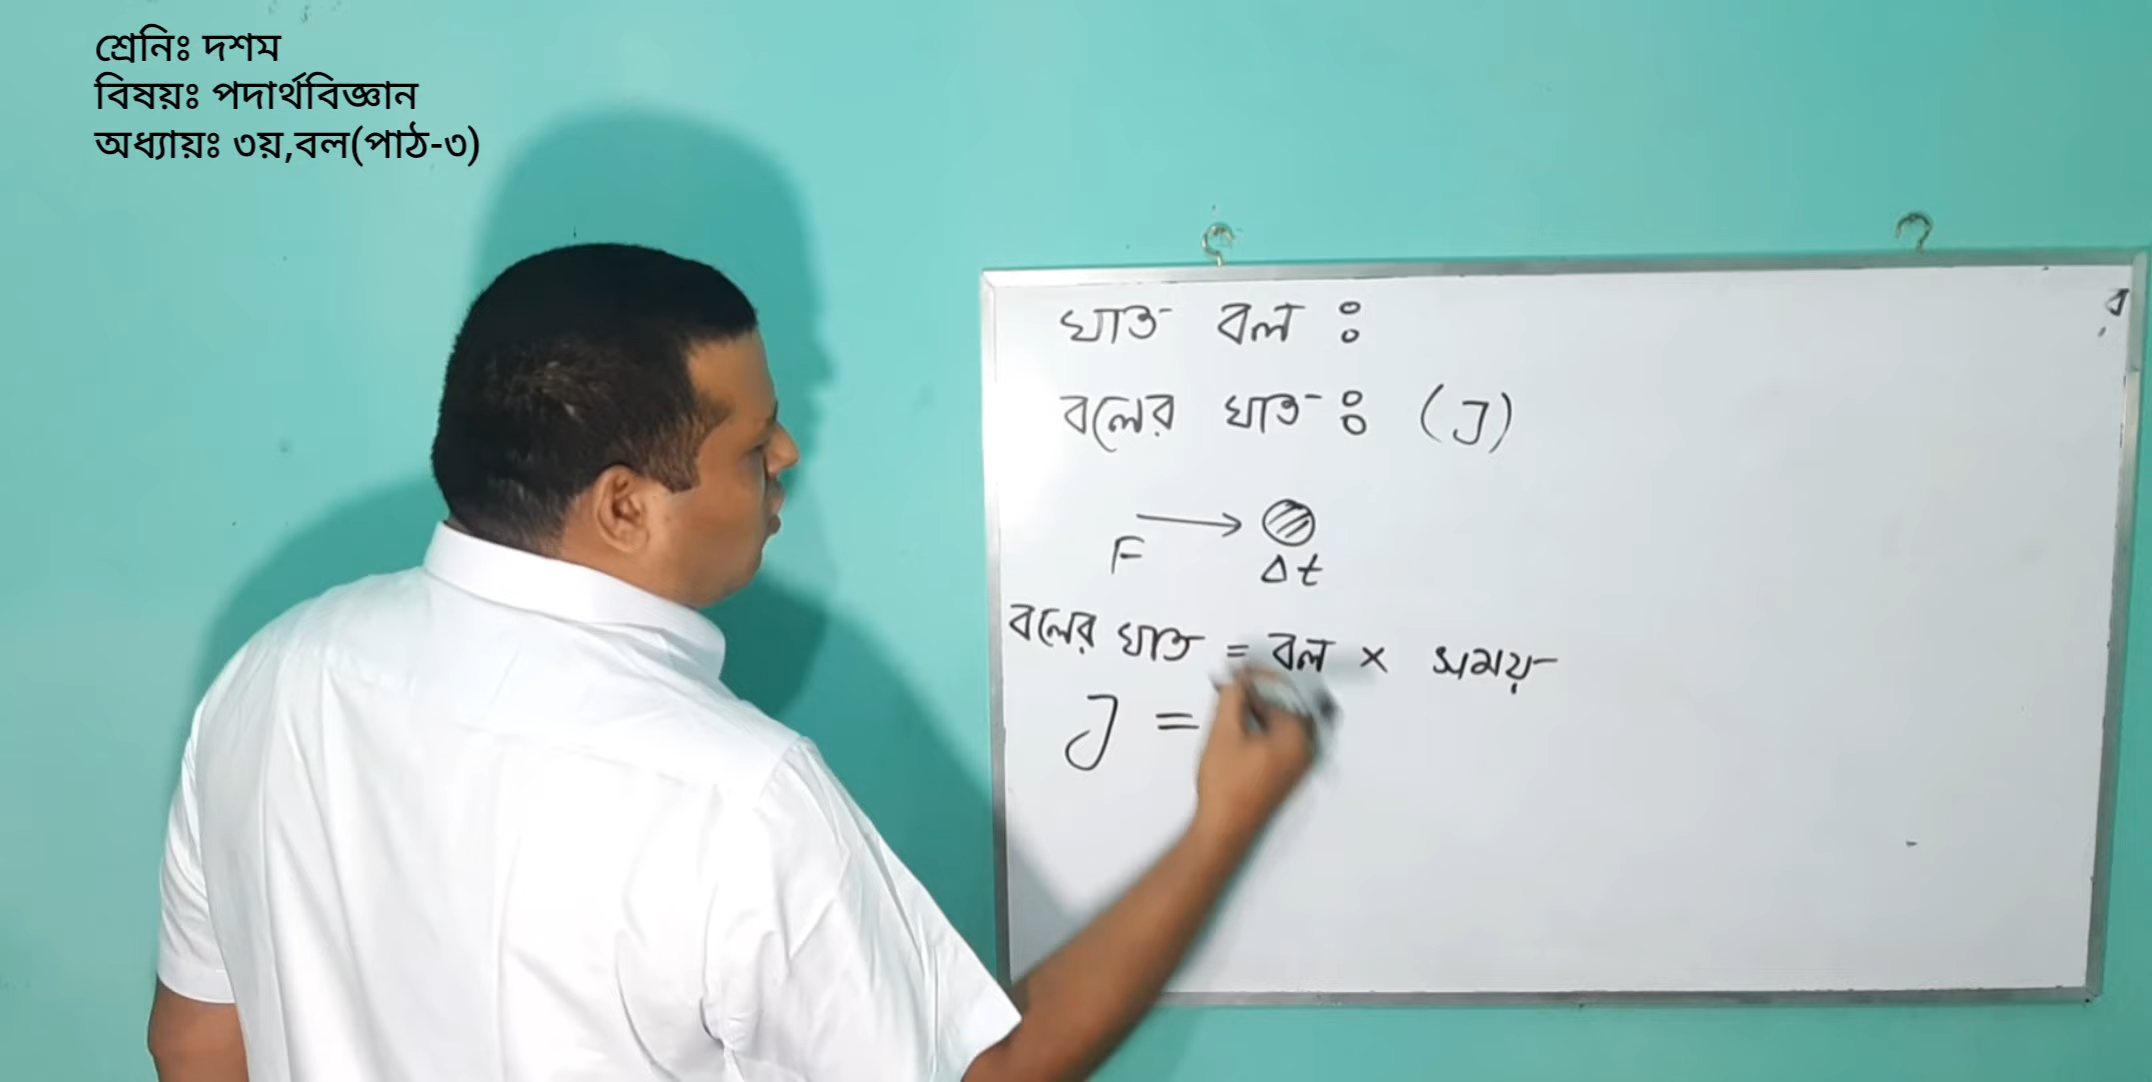 শ্রেনিঃ দশম
বিষয়ঃ পদার্থবিজ্ঞান
অধ্যায়ঃ ৩য়,বল(পাঠ-৩)
ঘাত বল ঃ
ব
বলের ঘাত ঃ (J)
F
Δt
বলের ঘাত = বল × সময়
J =